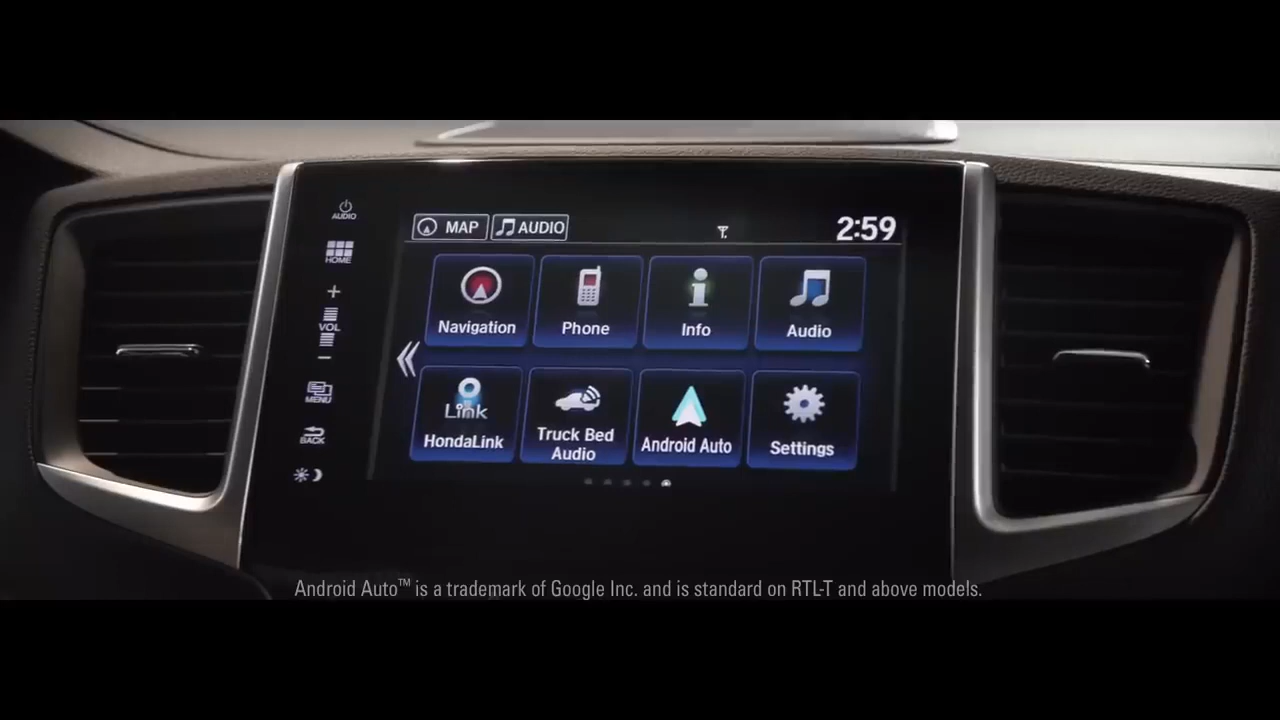 AUDIO
HOME
+
VOL
−
MENU
BACK
MAP AUDIO 2:59
Navigation Phone Info Audio
Link
HondaLink Truck Bed Audio Android Auto Settings
Android Auto™ is a trademark of Google Inc. and is standard on RTL-T and above models.